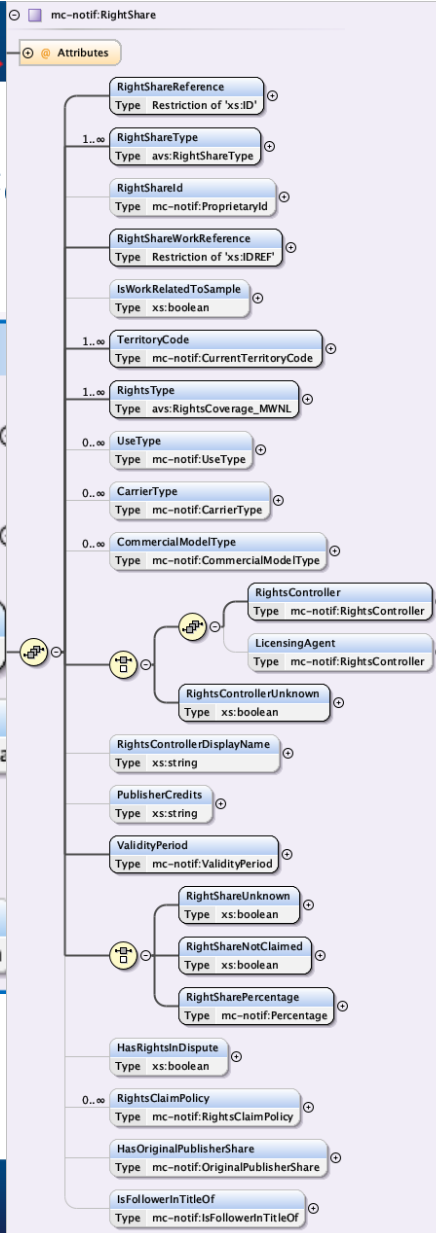 mc-notif:RightShare
@ Attributes
RightShareReference
Type Restriction of 'xs:ID'
1..∞
RightShareType
Type avs:RightShareType
RightShareId
Type mc-notif:ProprietaryId
RightShareWorkReference
Type Restriction of 'xs:IDREF'
IsWorkRelatedToSample
Type xs:boolean
1..∞
TerritoryCode
Type mc-notif:CurrentTerritoryCode
1..∞
RightsType
Type avs:RightsCoverage_MWNL
0..∞
UseType
Type mc-notif:UseType
0..∞
CarrierType
Type mc-notif:CarrierType
0..∞
CommercialModelType
Type mc-notif:CommercialModelType
RightsController
Type mc-notif:RightsController
LicensingAgent
Type mc-notif:RightsController
RightsControllerUnknown
Type xs:boolean
RightsControllerDisplayName
Type xs:string
PublisherCredits
Type xs:string
ValidityPeriod
Type mc-notif:ValidityPeriod
RightShareUnknown
Type xs:boolean
RightShareNotClaimed
Type xs:boolean
RightSharePercentage
Type mc-notif:Percentage
HasRightsInDispute
Type xs:boolean
0..∞
RightsClaimPolicy
Type mc-notif:RightsClaimPolicy
HasOriginalPublisherShare
Type mc-notif:OriginalPublisherShare
IsFollowerInTitleOf
Type mc-notif:IsFollowerInTitleOf